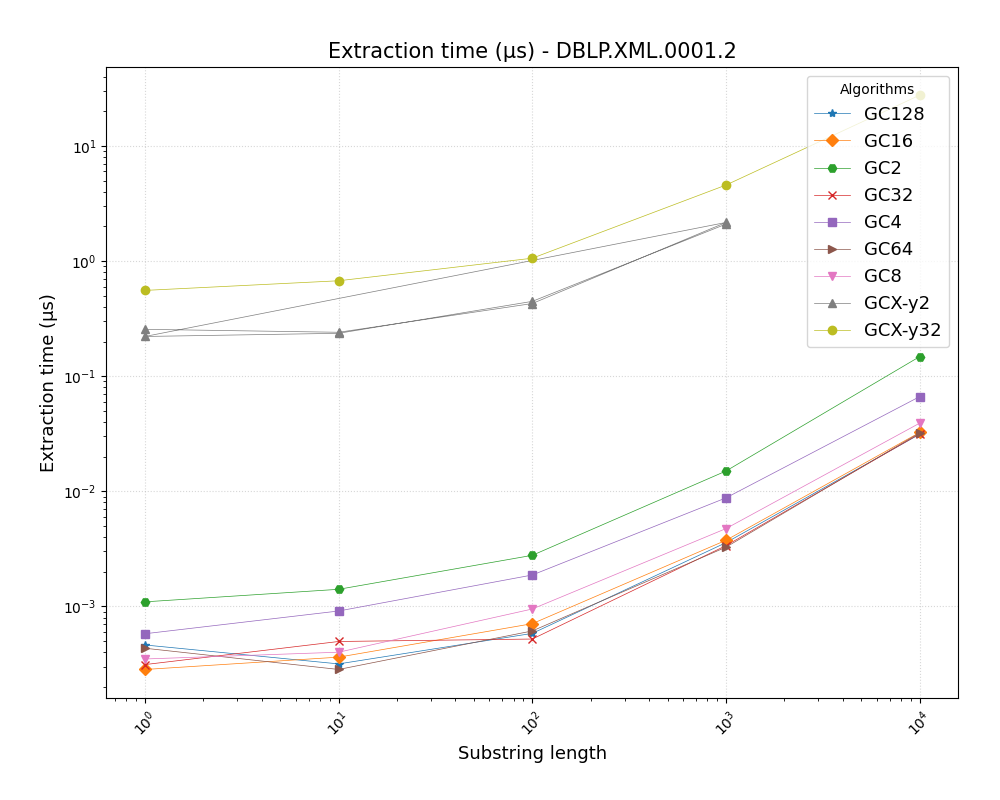 Extraction time (µs) - DBLP.XML.0001.2
Algorithms
GC128
GC16
GC2
GC32
GC4
GC64
GC8
GCX-y2
GCX-y32
Extraction time (µs)
10¹
10⁰
10⁻¹
10⁻²
10⁻³
10⁰ 10¹ 10² 10³ 10⁴
Substring length